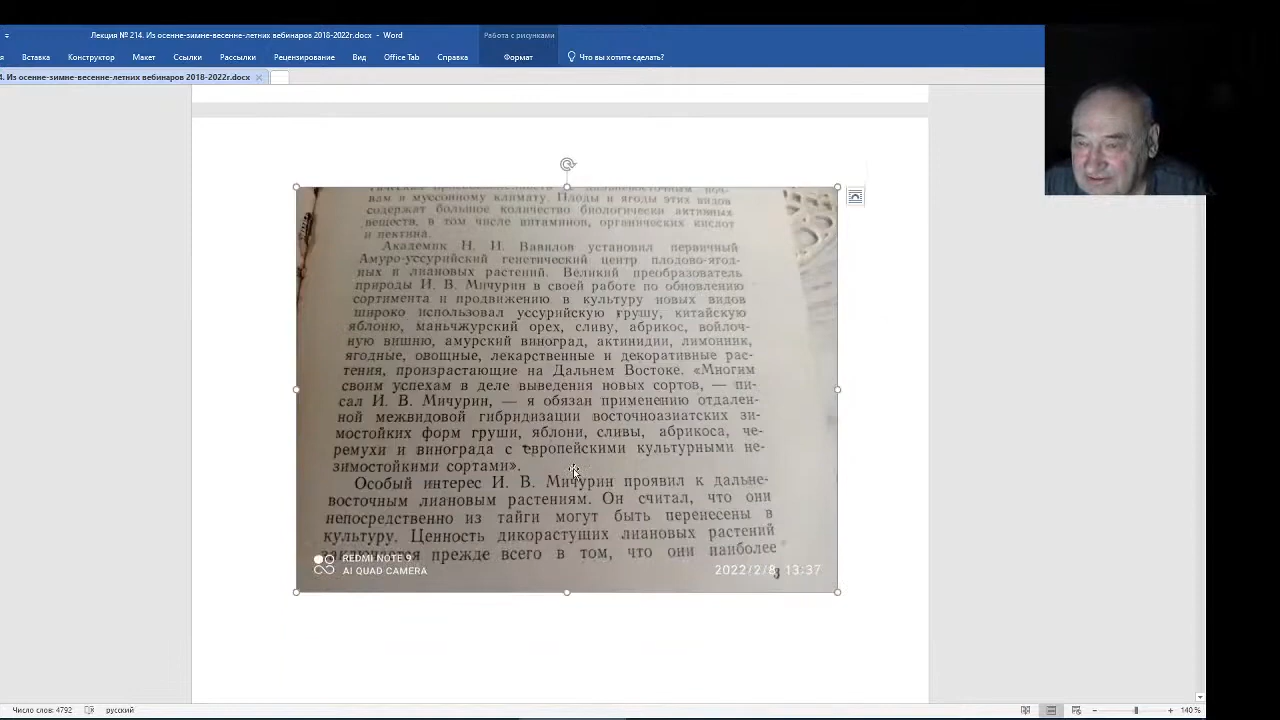 Лекция № 214. Из осенне-зимне-весенне-летних вебинаров 2018-2022г.docx - Word
Работа с рисунками
Вставка Конструктор Макет Ссылки Рассылки Рецензирование Вид Office Tab Справка Формат Что вы хотите сделать?
4. Из осенне-зимне-весенне-летних вебинаров 2018-2022г.docx
вам и муссонному климату. Плоды и ягоды этих видов
содержат большое количество биологически активных
веществ, в том числе витаминов, органических кислот
и пектина.
Академик Н. И. Вавилов установил первичный
Амуро-уссурийский генетический центр плодово-ягод-
ных и лиановых растений. Великий преобразователь
природы И. В. Мичурин в своей работе по обновлению
сортимента и продвижению в культуру новых видов
широко использовал уссурийскую грушу, китайскую
яблоню, маньчжурский орех, сливу, абрикос, войлоч-
ную вишню, амурский виноград, актинидии, лимонник,
ягодные, овощные, лекарственные и декоративные рас-
тения, произрастающие на Дальнем Востоке. «Многим
своим успехам в деле выведения новых сортов, — пи-
сал И. В. Мичурин, — я обязан применению отдален-
ной межвидовой гибридизации восточноазиатских зи-
мостойких форм груши, яблони, сливы, абрикоса, че-
ремухи и винограда с европейскими культурными не-
зимостойкими сортами».
Особый интерес И. В. Мичурин проявил к дальне-
восточным лиановым растениям. Он считал, что они
непосредственно из тайги могут быть перенесены в
культуру. Ценность дикорастущих лиановых растений
заключается прежде всего в том, что они наиболее
3
REDMI NOTE 9
AI QUAD CAMERA
2022/2/8 13:37
Число слов: 4792 русский 140 %